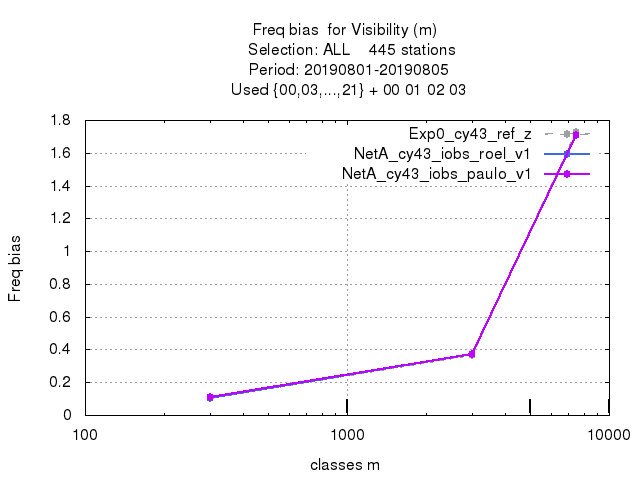 Freq bias  for Visibility (m)
Selection: ALL    445 stations
Period: 20190801-20190805
Used {00,03,...,21} + 00 01 02 03
Exp0_cy43_ref_z
NetA_cy43_iobs_roel_v1
NetA_cy43_iobs_paulo_v1
1.8
1.6
1.4
1.2
1
0.8
0.6
0.4
0.2
0
Freq bias
100
1000
10000
classes m